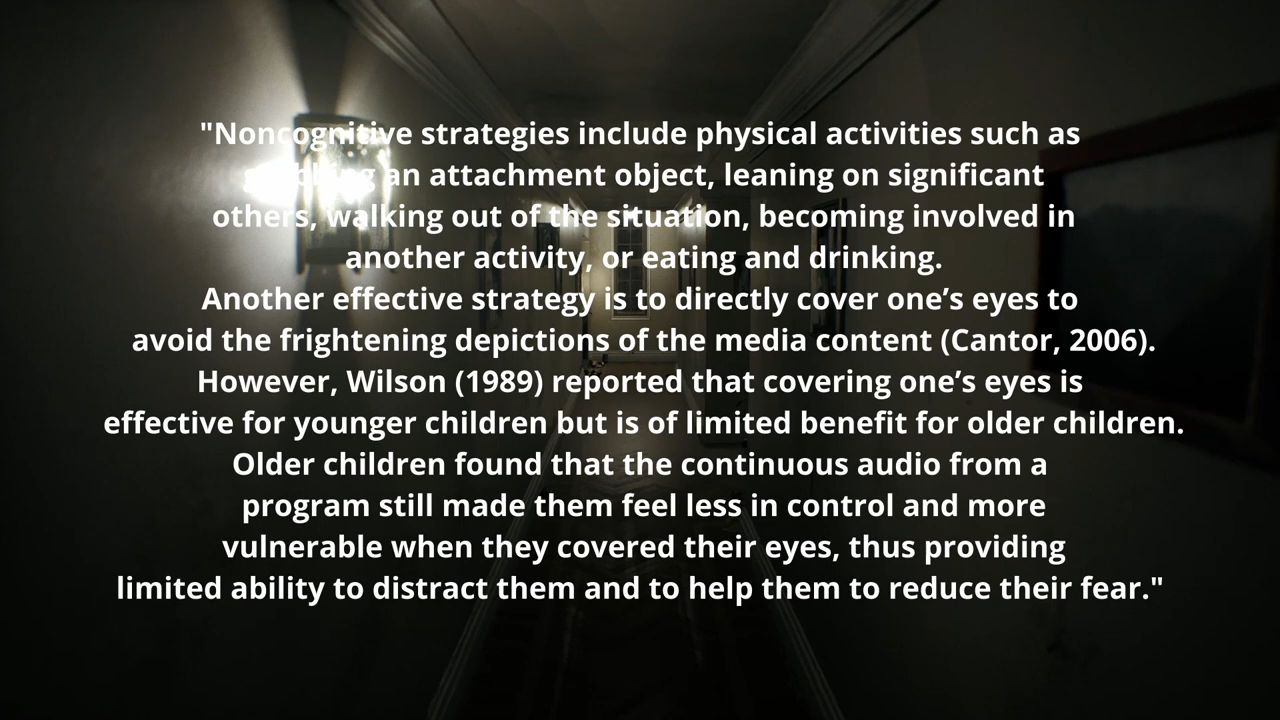 "Noncognitive strategies include physical activities such as
an attachment object, leaning on significant
others, walking out of the situation, becoming involved in
another activity, or eating and drinking.
Another effective strategy is to directly cover one’s eyes to
avoid the frightening depictions of the media content (Cantor, 2006).
However, Wilson (1989) reported that covering one’s eyes is
effective for younger children but is of limited benefit for older children.
Older children found that the continuous audio from a
program still made them feel less in control and more
vulnerable when they covered their eyes, thus providing
limited ability to distract them and to help them to reduce their fear."